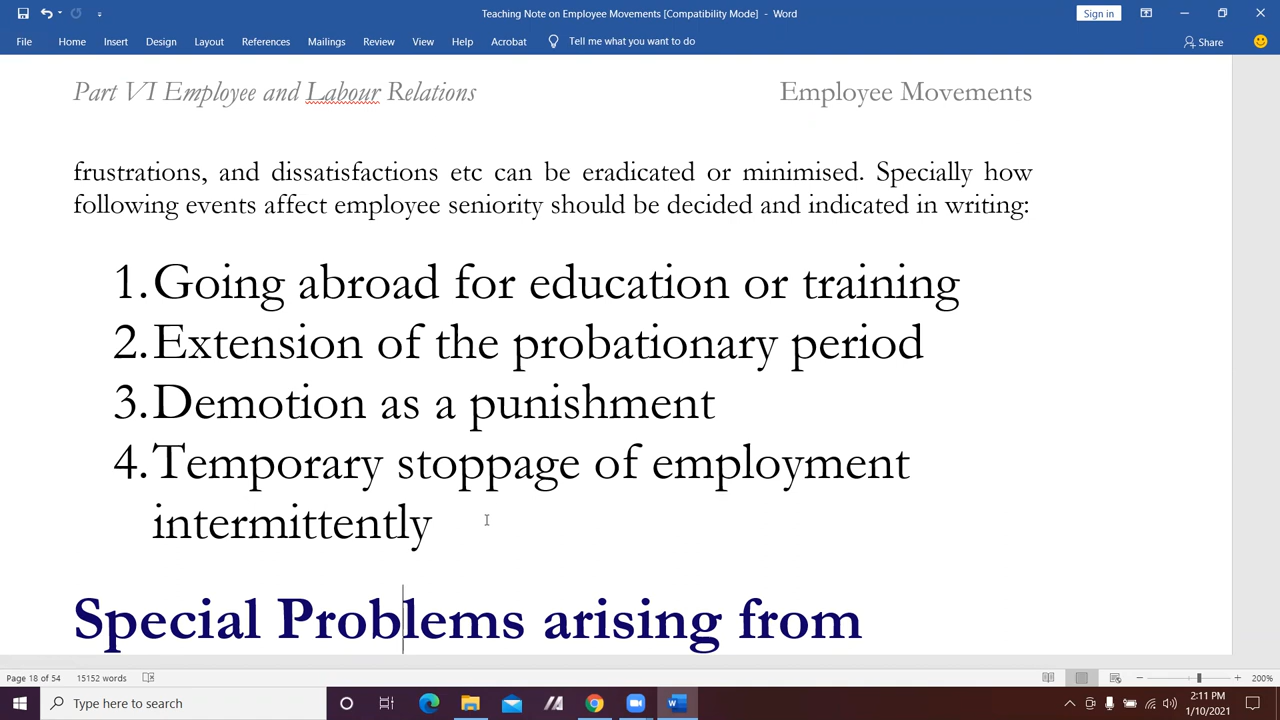 Teaching Note on Employee Movements [Compatibility Mode] - Word
Sign in
File Home Insert Design Layout References Mailings Review View Help Acrobat Tell me what you want to do Share
Part VI Employee and Labour Relations Employee Movements
frustrations, and dissatisfactions etc can be eradicated or minimised. Specially how
following events affect employee seniority should be decided and indicated in writing:
1. Going abroad for education or training
2. Extension of the probationary period
3. Demotion as a punishment
4. Temporary stoppage of employment
intermittently
Special Problems arising from
Page 18 of 54 15152 words 200%
Type here to search
2:11 PM
1/10/2021